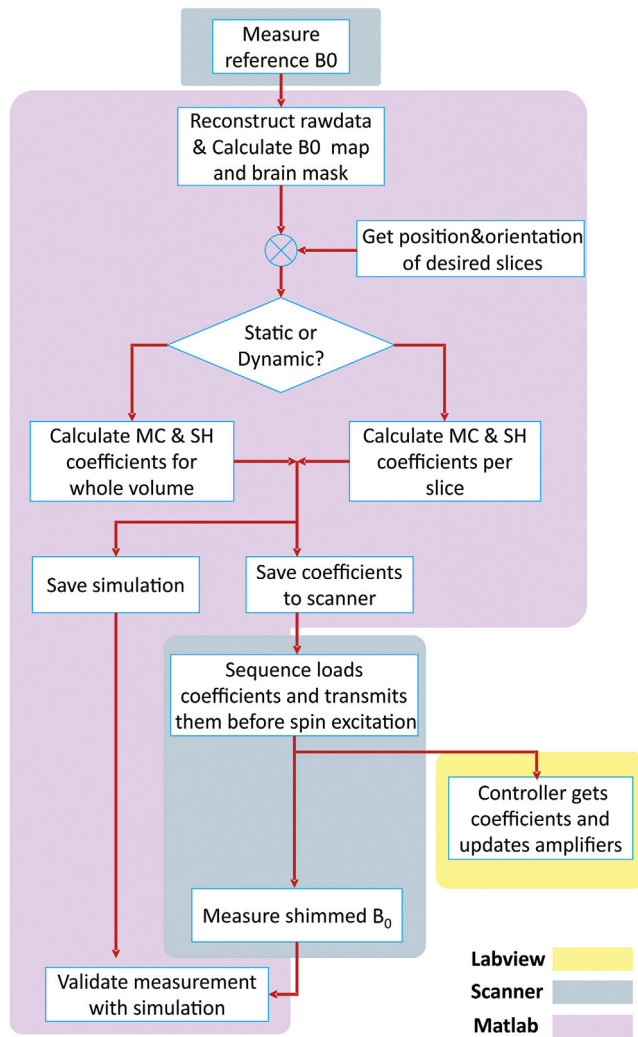 Measure
reference B0
Reconstruct rawdata
& Calculate B0 map
and brain mask
Get position&orientation
of desired slices
Static or
Dynamic?
Calculate MC & SH
coefficients for
whole volume
Calculate MC & SH
coefficients per
slice
Save simulation
Save coefficients
to scanner
Sequence loads
coefficients and transmits
them before spin excitation
Controller gets
coefficients and
updates amplifiers
Measure shimmed B₀
Validate measurement
with simulation
Labview
Scanner
Matlab